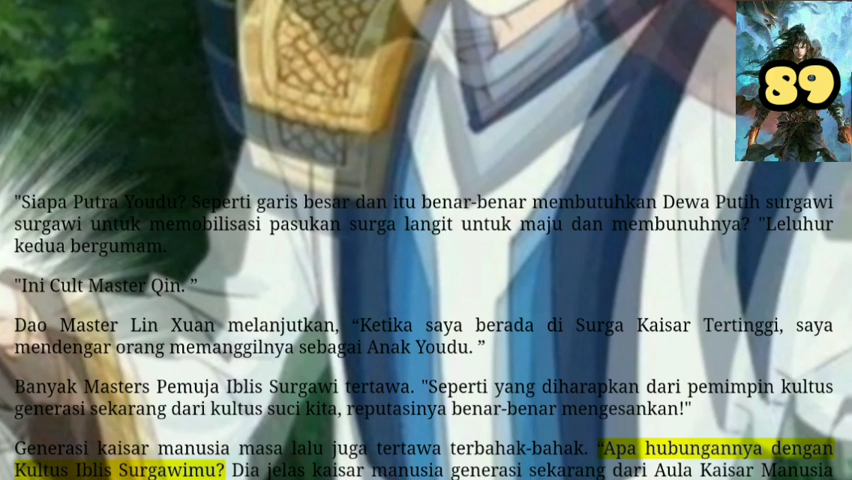 89
"Siapa Putra Youdu? Seperti garis besar dan itu benar-benar membutuhkan Dewa Putih surgawi
surgawi untuk memobilisasi pasukan surga langit untuk maju dan membunuhnya? "Leluhur
kedua bergumam.
"Ini Cult Master Qin. ”
Dao Master Lin Xuan melanjutkan, “Ketika saya berada di Surga Kaisar Tertinggi, saya
mendengar orang memanggilnya sebagai Anak Youdu. ”
Banyak Masters Pemuja Iblis Surgawi tertawa. "Seperti yang diharapkan dari pemimpin kultus
generasi sekarang dari kultus suci kita, reputasinya benar-benar mengesankan!"
Generasi kaisar manusia masa lalu juga tertawa terbahak-bahak. “Apa hubungannya dengan
Kultus Iblis Surgawimu? Dia jelas kaisar manusia generasi sekarang dari Aula Kaisar Manusia